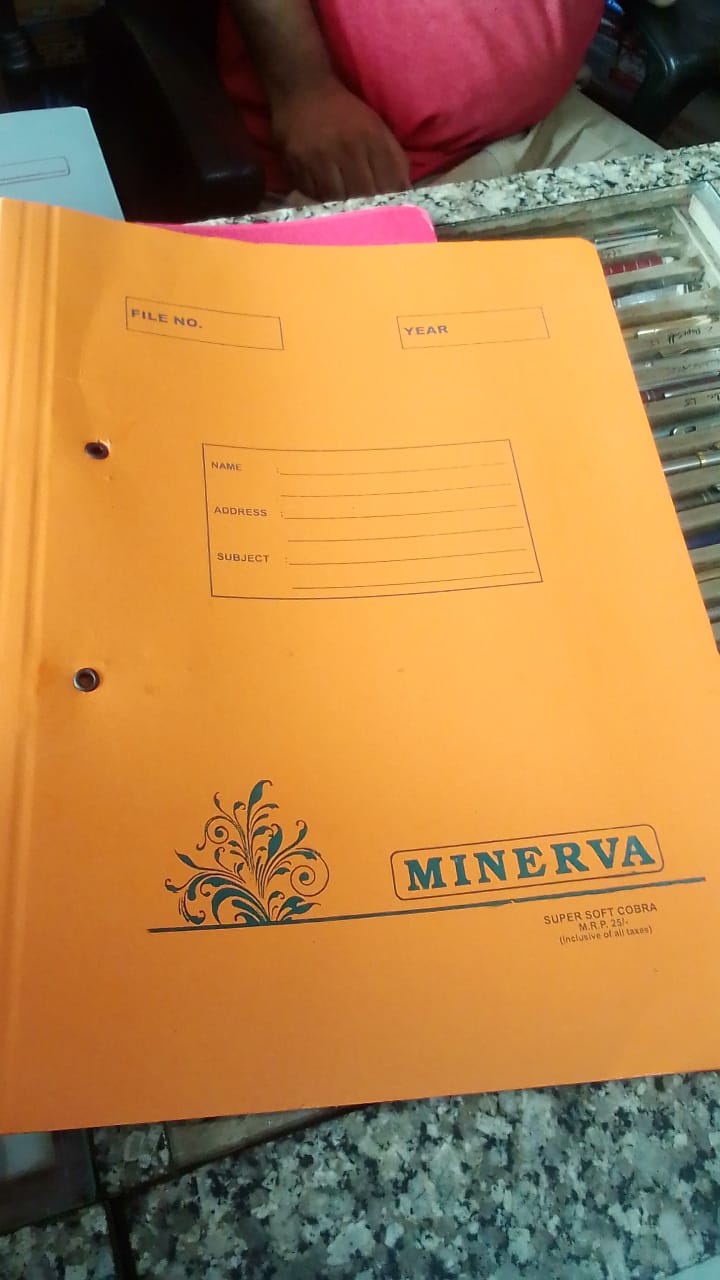 FILE NO.
YEAR
NAME :
ADDRESS :
SUBJECT :
MINERVA
SUPER SOFT COBRA
M.R.P. 25/-
(Inclusive of all taxes)